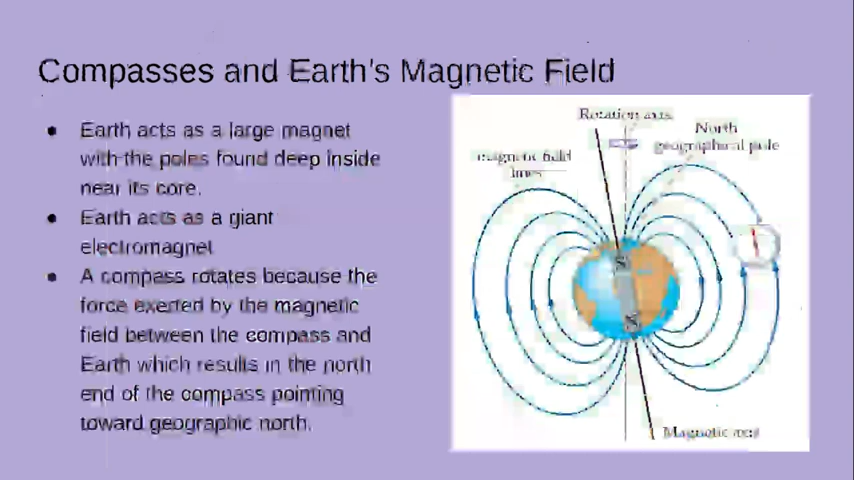 Compasses and Earth's Magnetic Field
● Earth acts as a large magnet
with the poles found deep inside
near its core.
● Earth acts as a giant
electromagnet
● A compass rotates because the
force exerted by the magnetic
field between the compass and
Earth which results in the north
end of the compass pointing
toward geographic north.
Rotation axis
North
geographical pole
magnetic field
lines
S
N
Magnetic